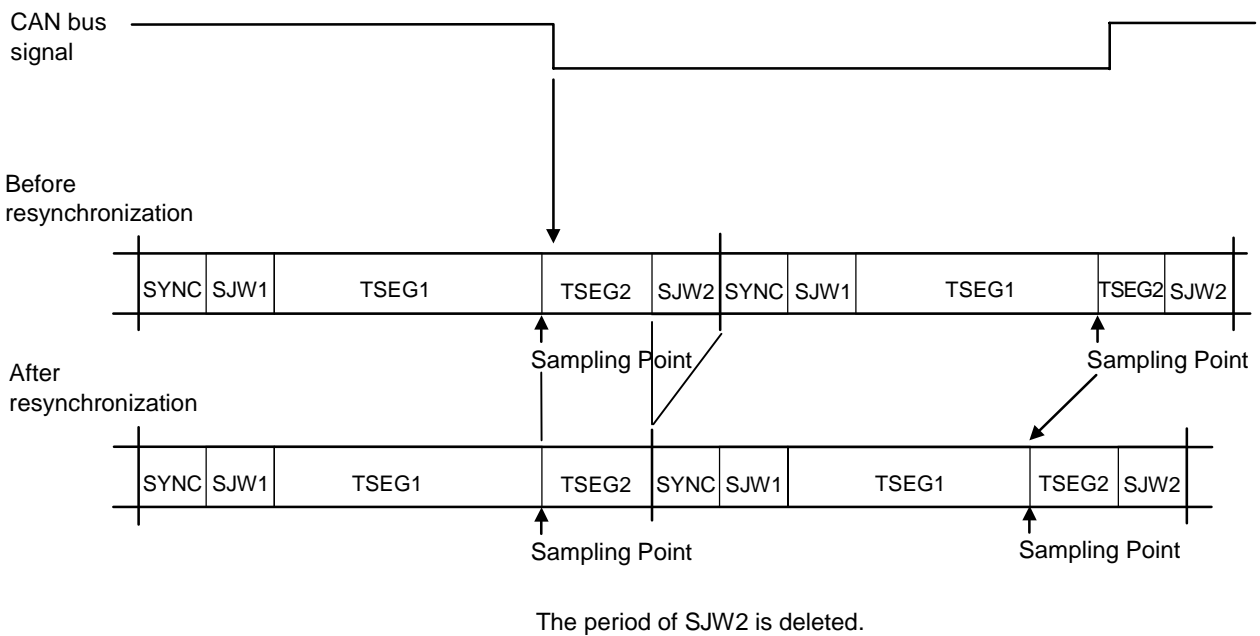 CAN bus
signal
Before
resynchronization
SYNC SJW1 TSEG1 TSEG2 SJW2 SYNC SJW1 TSEG1 TSEG2 SJW2
Sampling Point Sampling Point
After
resynchronization
SYNC SJW1 TSEG1 TSEG2 SYNC SJW1 TSEG1 TSEG2 SJW2
Sampling Point Sampling Point
The period of SJW2 is deleted.